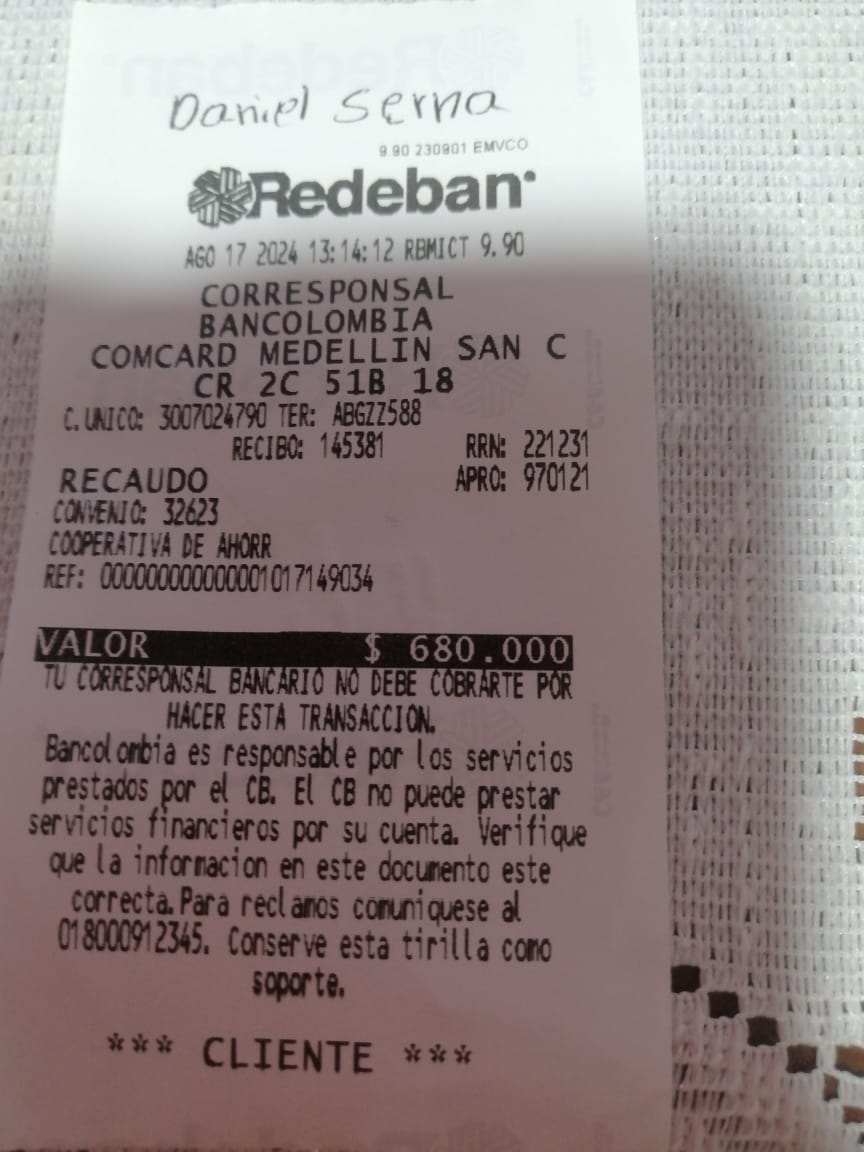 Daniel Serna
9.90 230901 EMVCO
Redeban
AGO 17 2024 13:14:12 RBMICT 9.90
CORRESPONSAL
BANCOLOMBIA
COMCARD MEDELLIN SAN C
CR 2C 51B 18
C. UNICO: 3007024790 TER: ABGZZ588
RECIBO: 145381 RRN: 221231
RECAUDO APRO: 970121
CONVENIO: 32623
COOPERATIVA DE AHORR
REF: 00000000000001017149034
VALOR $ 680.000
TU CORRESPONSAL BANCARIO NO DEBE COBRARTE POR
HACER ESTA TRANSACCION.
Bancolombia es responsable por los servicios
prestados por el CB. El CB no puede prestar
servicios financieros por su cuenta. Verifique
que la informacion en este documento este
correcta.Para reclamos comuniquese al
018000912345. Conserve esta tirilla como
soporte.
*** CLIENTE ***